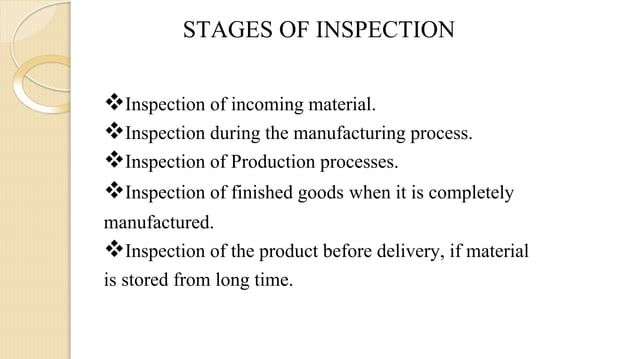 STAGES OF INSPECTION
❖Inspection of incoming material.
❖Inspection during the manufacturing process.
❖Inspection of Production processes.
❖Inspection of finished goods when it is completely
manufactured.
❖Inspection of the product before delivery, if material
is stored from long time.